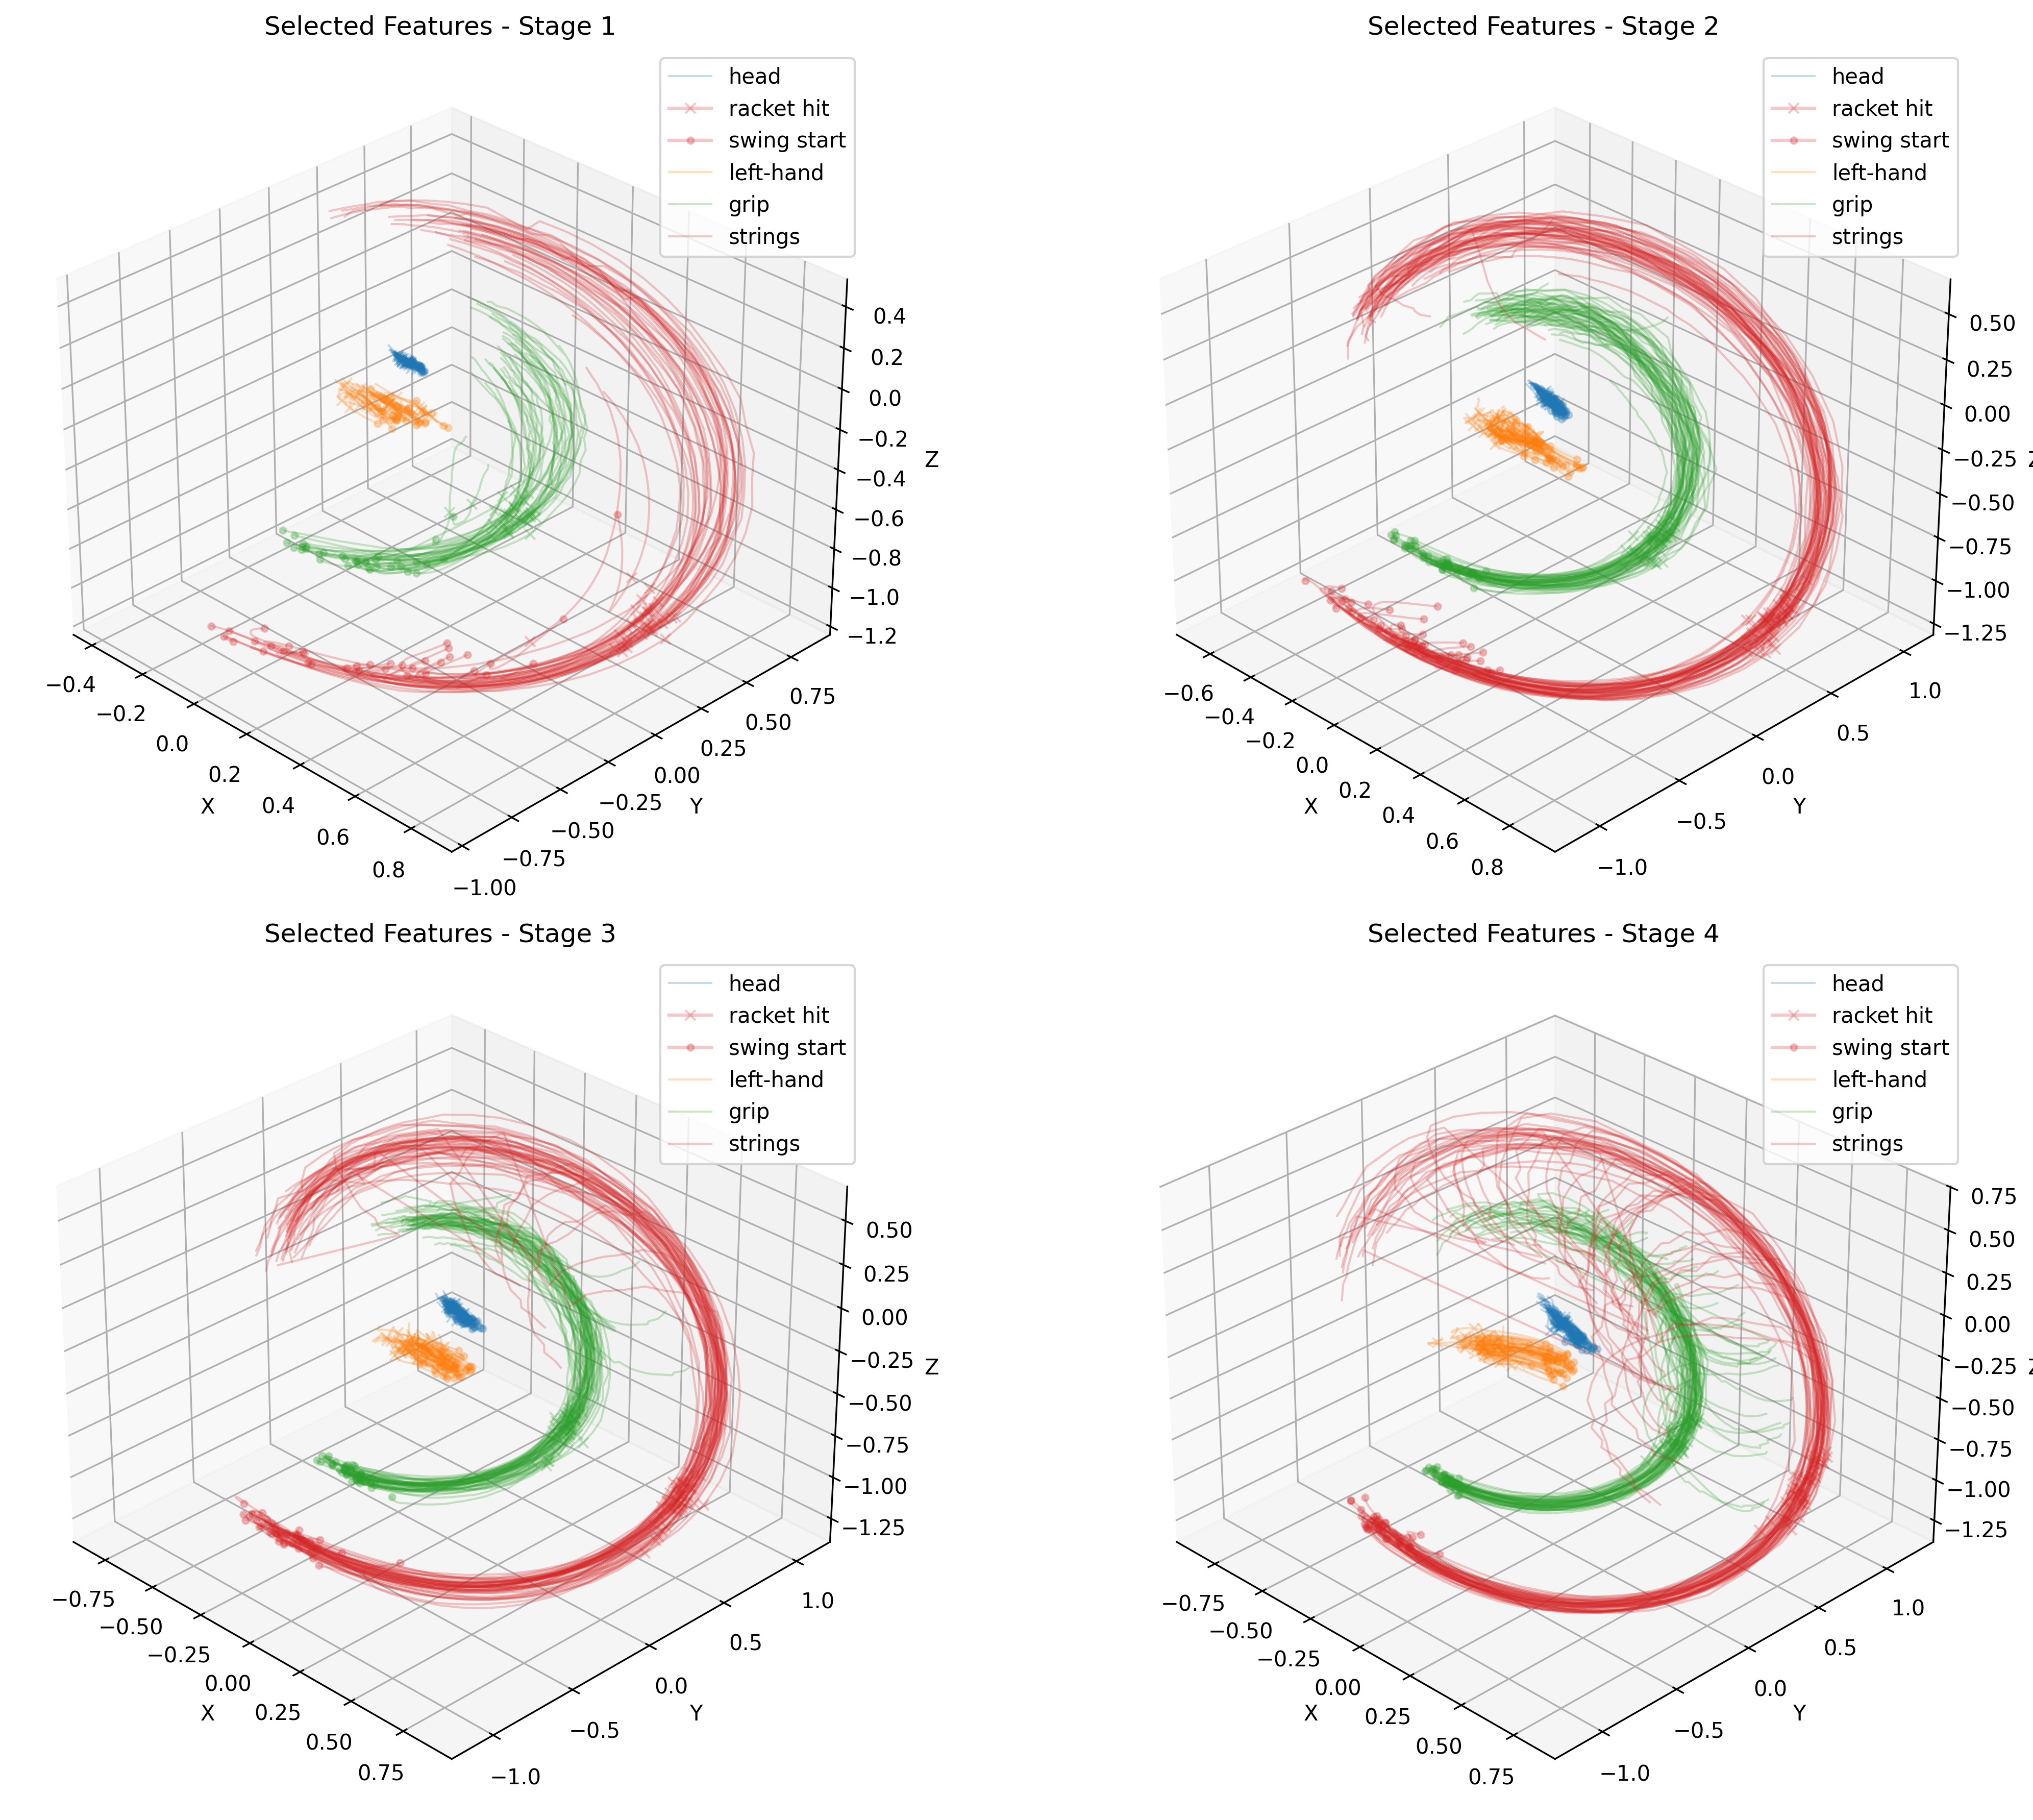 Selected Features - Stage 1
head
racket hit
swing start
left-hand
grip
strings
0.4
0.2
0.0
−0.2
−0.4
−0.6
−0.8
−1.0
−1.2
Z
−0.4
−0.2
0.0
0.2
0.4
0.6
0.8
X
−1.00
−0.75
−0.50
−0.25
0.00
0.25
0.50
0.75
Y
Selected Features - Stage 2
head
racket hit
swing start
left-hand
grip
strings
0.50
0.25
0.00
−0.25
−0.50
−0.75
−1.00
−1.25
Z
−0.6
−0.4
−0.2
0.0
0.2
0.4
0.6
0.8
X
−1.0
−0.5
0.0
0.5
1.0
Y
Selected Features - Stage 3
head
racket hit
swing start
left-hand
grip
strings
0.50
0.25
0.00
−0.25
−0.50
−0.75
−1.00
−1.25
Z
−0.75
−0.50
−0.25
0.00
0.25
0.50
0.75
X
−1.0
−0.5
0.0
0.5
1.0
Y
Selected Features - Stage 4
head
racket hit
swing start
left-hand
grip
strings
0.75
0.50
0.25
0.00
−0.25
−0.50
−0.75
−1.00
−1.25
Z
−0.75
−0.50
−0.25
0.00
0.25
0.50
0.75
X
−1.0
−0.5
0.0
0.5
1.0
Y